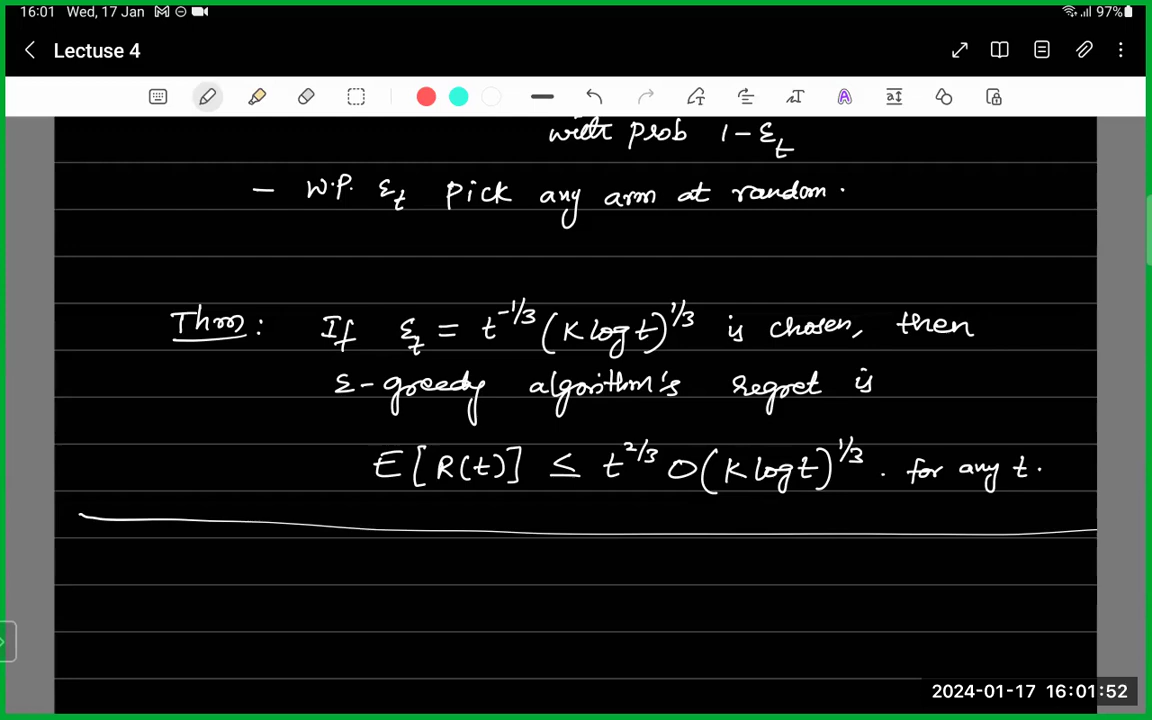 16:01 Wed, 17 Jan
97%
Lectuse 4
with prob 1 - ε_t
- W.P. ε_t pick any arm at random.
Thm: If ε_t = t^{-1/3} (K log t)^{1/3} is chosen, then
ε-greedy algorithm's regret is
E[R(t)] ≤ t^{2/3} O(K log t)^{1/3} . for any t.
2024-01-17 16:01:52